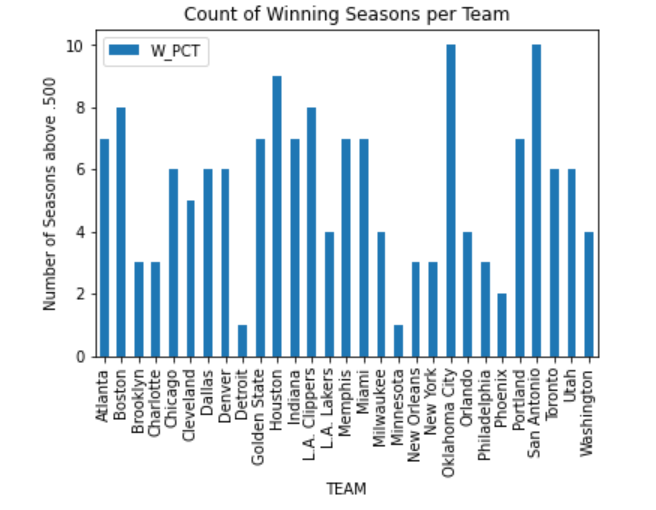 Count of Winning Seasons per Team
W_PCT
Number of Seasons above .500
10
8
6
4
2
0
Atlanta
Boston
Brooklyn
Charlotte
Chicago
Cleveland
Dallas
Denver
Detroit
Golden State
Houston
Indiana
L.A. Clippers
L.A. Lakers
Memphis
Miami
Milwaukee
Minnesota
New Orleans
New York
Oklahoma City
Orlando
Philadelphia
Phoenix
Portland
San Antonio
Toronto
Utah
Washington
TEAM